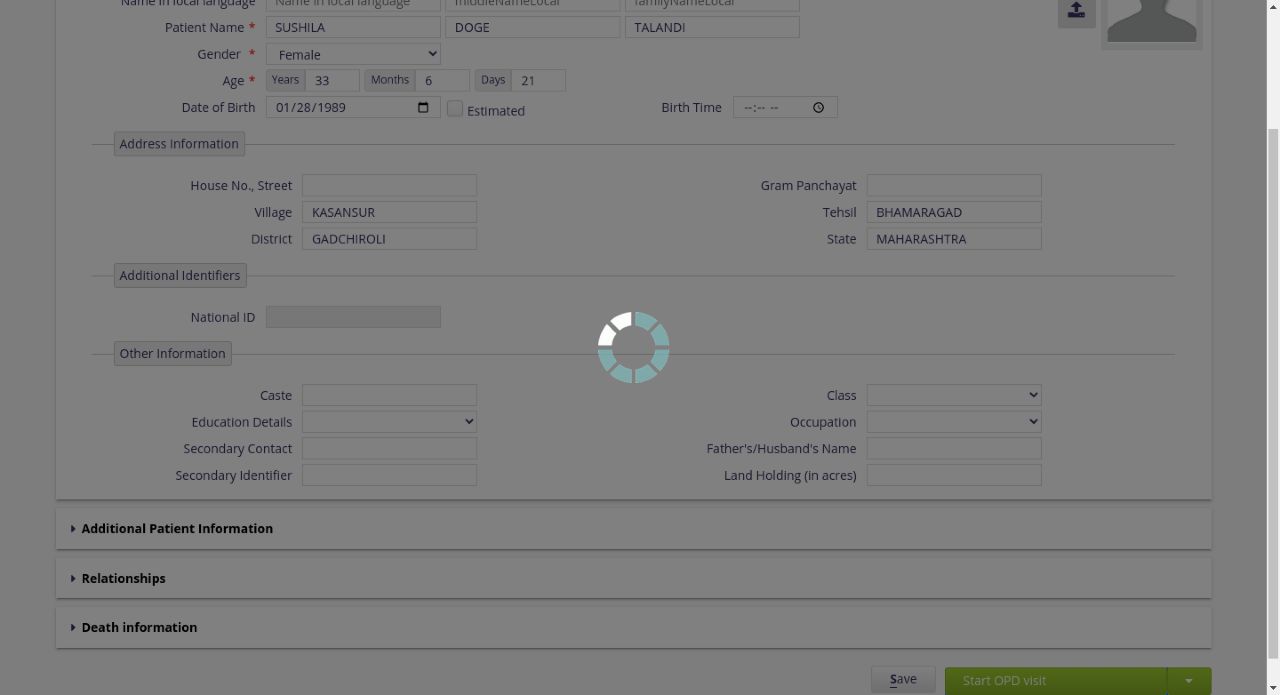 Name in local language Name in local language middleNameLocal familyNameLocal
Patient Name * SUSHILA DOGE TALANDI
Gender * Female
Age * Years 33 Months 6 Days 21
Date of Birth 01/28/1989 Estimated Birth Time --:-- --
Address Information
House No., Street Gram Panchayat
Village KASANSUR Tehsil BHAMARAGAD
District GADCHIROLI State MAHARASHTRA
Additional Identifiers
National ID
Other Information
Caste Class
Education Details Occupation
Secondary Contact Father's/Husband's Name
Secondary Identifier Land Holding (in acres)
Additional Patient Information
Relationships
Death information
Save Start OPD visit